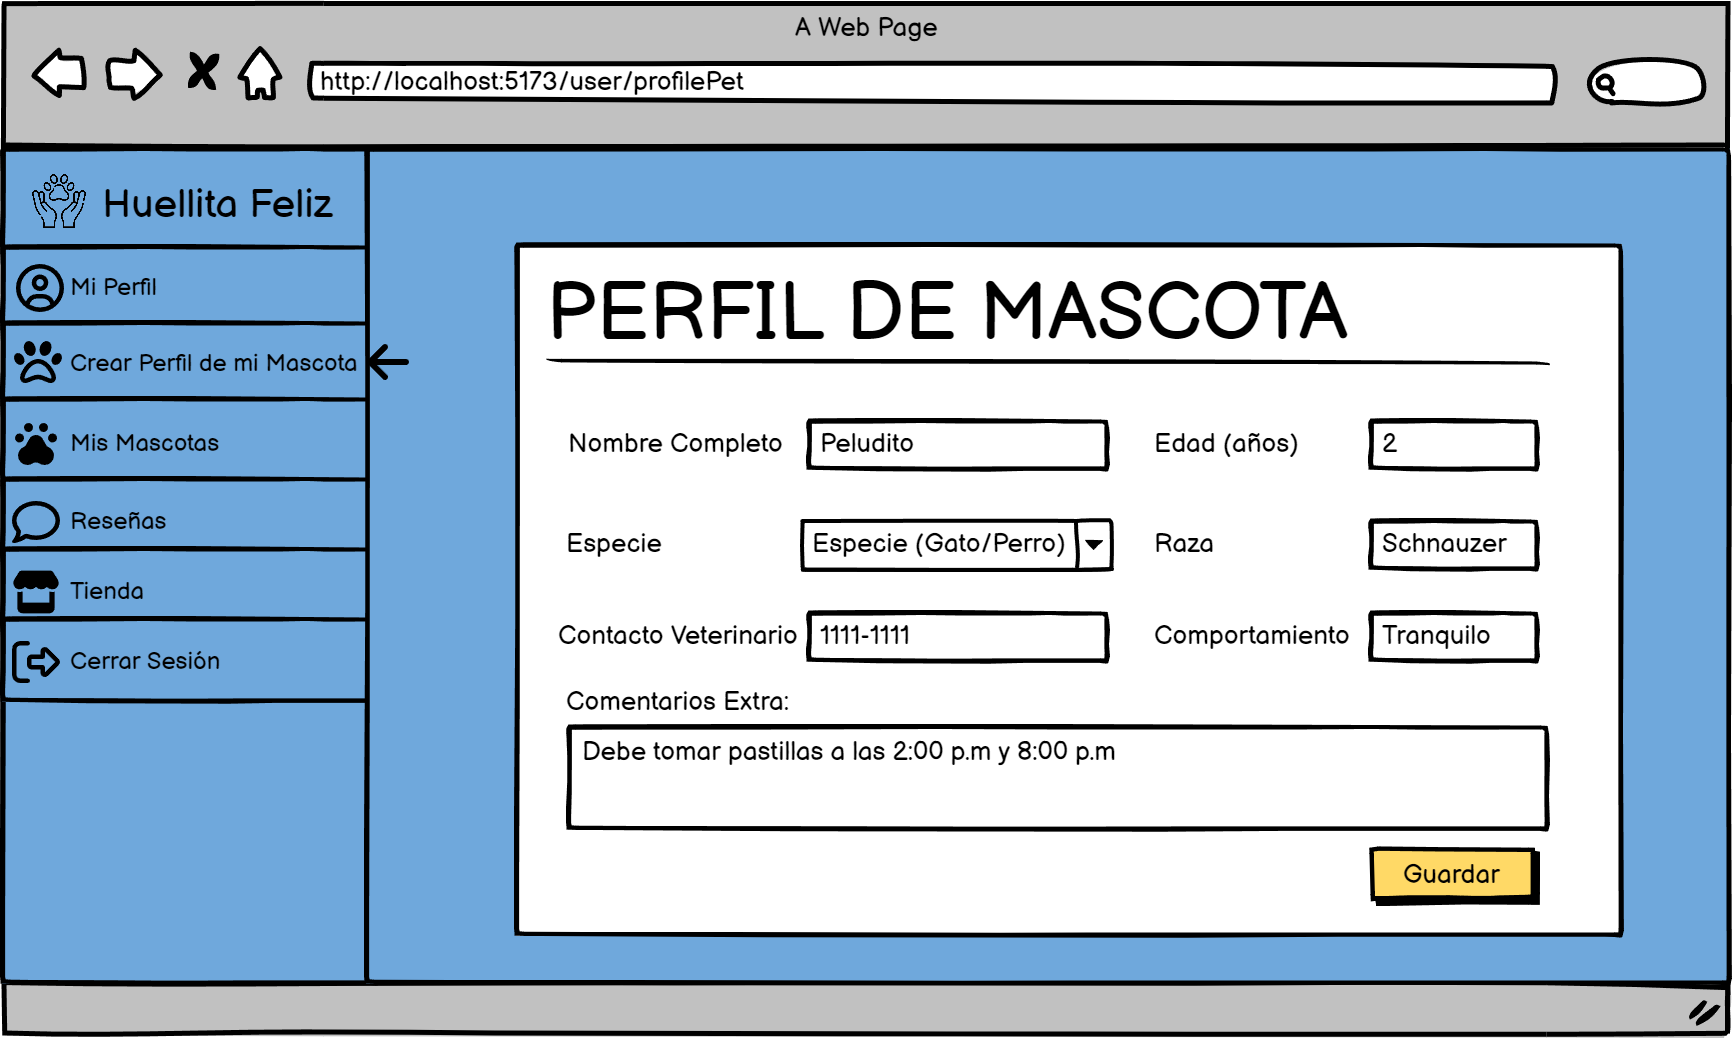 A Web Page
http://localhost:5173/user/profilePet
Huellita Feliz
Mi Perfil
Crear Perfil de mi Mascota
Mis Mascotas
Reseñas
Tienda
Cerrar Sesión
PERFIL DE MASCOTA
Nombre Completo Peludito Edad (años) 2
Especie Especie (Gato/Perro) Raza Schnauzer
Contacto Veterinario 1111-1111 Comportamiento Tranquilo
Comentarios Extra:
Debe tomar pastillas a las 2:00 p.m y 8:00 p.m
Guardar